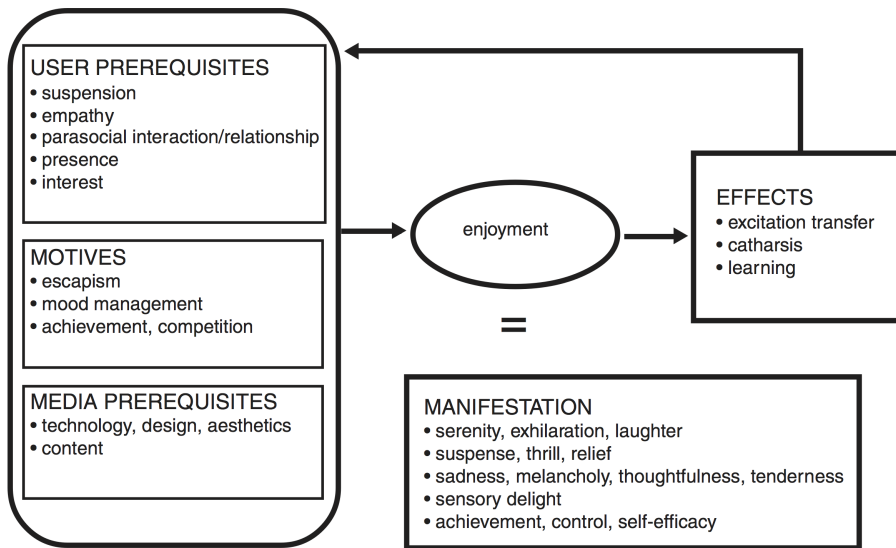 USER PREREQUISITES
• suspension
• empathy
• parasocial interaction/relationship
• presence
• interest
MOTIVES
• escapism
• mood management
• achievement, competition
MEDIA PREREQUISITES
• technology, design, aesthetics
• content
enjoyment
=
EFFECTS
• excitation transfer
• catharsis
• learning
MANIFESTATION
• serenity, exhilaration, laughter
• suspense, thrill, relief
• sadness, melancholy, thoughtfulness, tenderness
• sensory delight
• achievement, control, self-efficacy